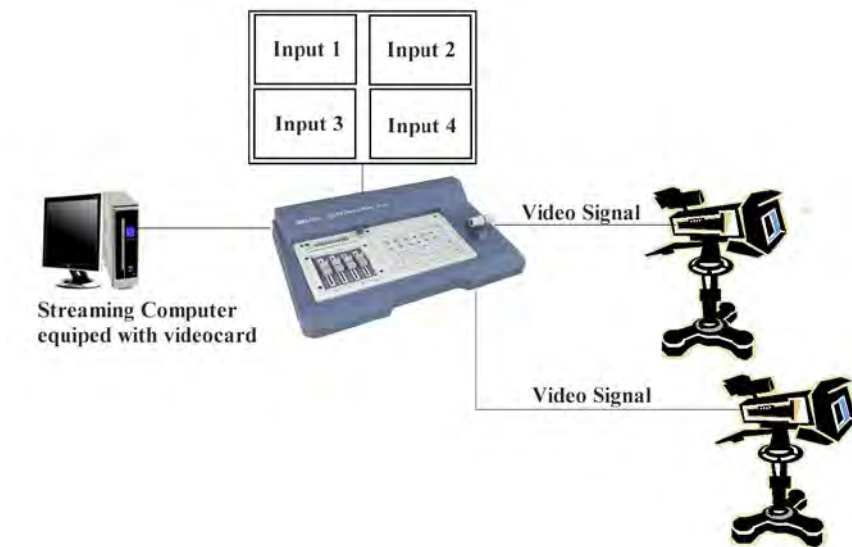 Input 1
Input 2
Input 3
Input 4
Video Signal
Streaming Computer
equiped with videocard
Video Signal